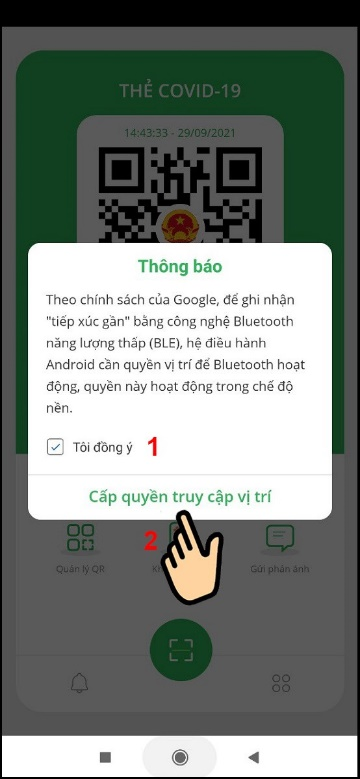 THẺ COVID-19
14:43:33 - 29/09/2021
Thông báo
Theo chính sách của Google, để ghi nhận
"tiếp xúc gần" bằng công nghệ Bluetooth
năng lượng thấp (BLE), hệ điều hành
Android cần quyền vị trí để Bluetooth hoạt
động, quyền này hoạt động trong chế độ
nền.
Tôi đồng ý 1
Cấp quyền truy cập vị trí
2
Quản lý QR Gửi phản ánh